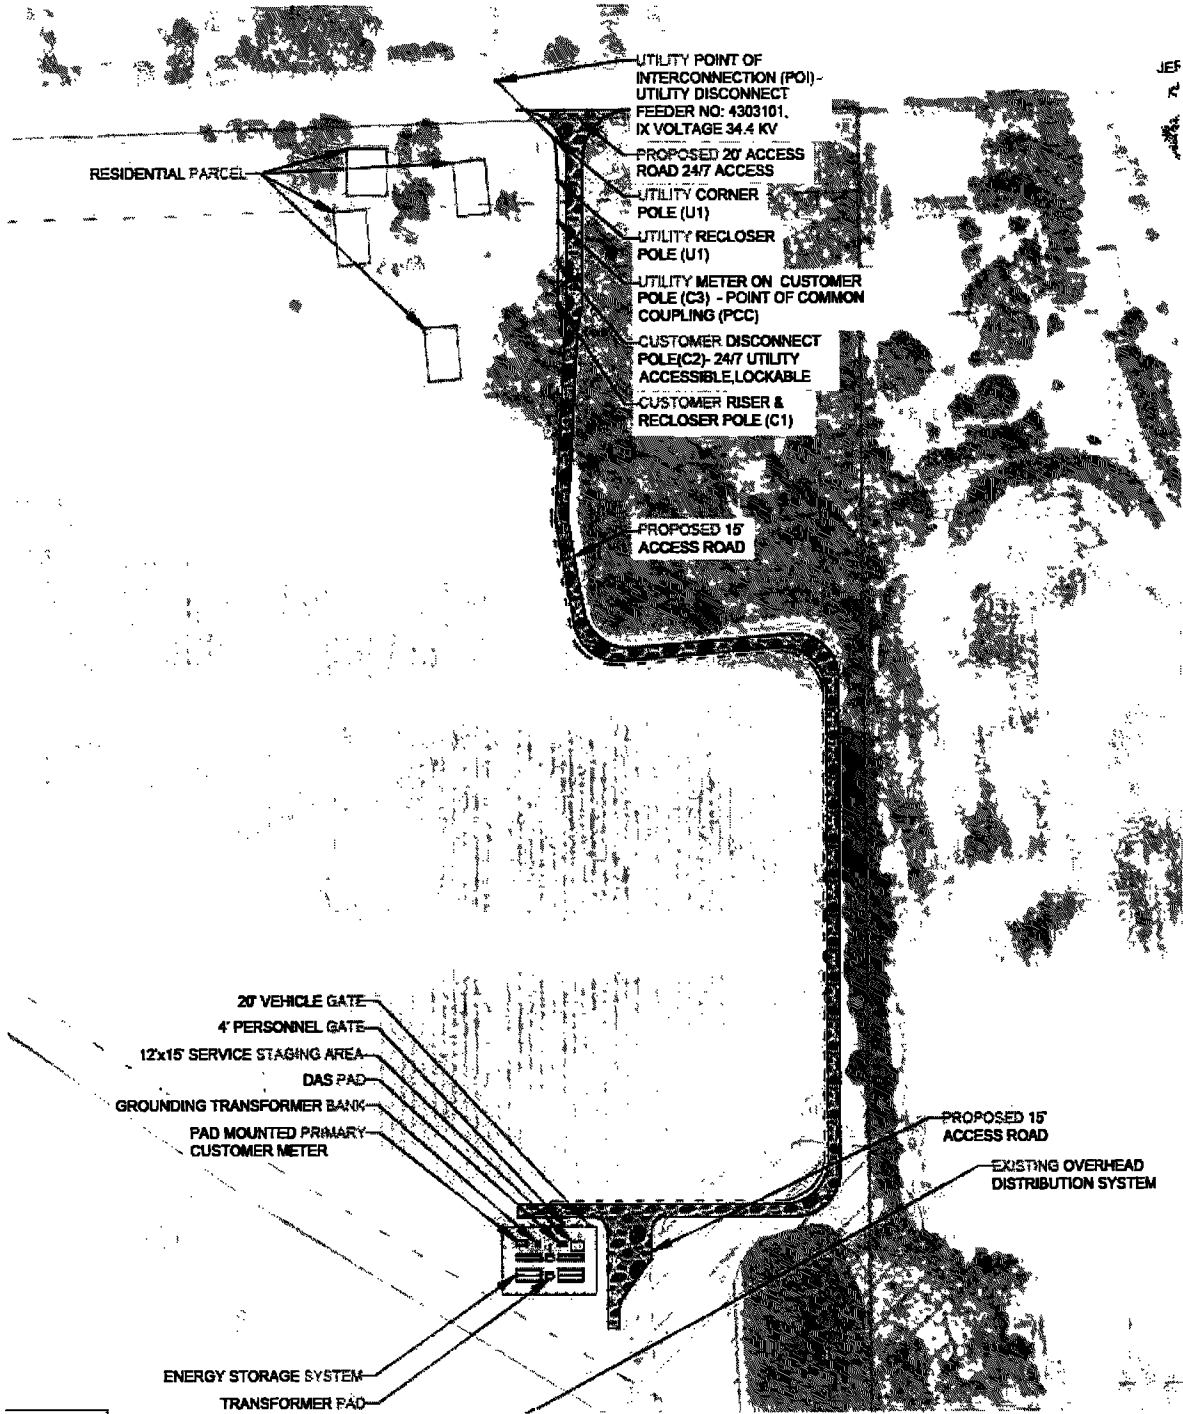 UTILITY POINT OF
INTERCONNECTION (POI) -
UTILITY DISCONNECT
FEEDER NO: 4303101,
IX VOLTAGE 34.4 KV
PROPOSED 20' ACCESS
ROAD 24/7 ACCESS
UTILITY CORNER
POLE (U1)
UTILITY RECLOSER
POLE (U1)
UTILITY METER ON CUSTOMER
POLE (C3) - POINT OF COMMON
COUPLING (PCC)
CUSTOMER DISCONNECT
POLE(C2)- 24/7 UTILITY
ACCESSIBLE,LOCKABLE
CUSTOMER RISER &
RECLOSER POLE (C1)
RESIDENTIAL PARCEL
PROPOSED 15'
ACCESS ROAD
20' VEHICLE GATE
4' PERSONNEL GATE
12'x15' SERVICE STAGING AREA
DAS PAD
GROUNDING TRANSFORMER BANK
PAD MOUNTED PRIMARY
CUSTOMER METER
PROPOSED 15'
ACCESS ROAD
EXISTING OVERHEAD
DISTRIBUTION SYSTEM
ENERGY STORAGE SYSTEM
TRANSFORMER PAD